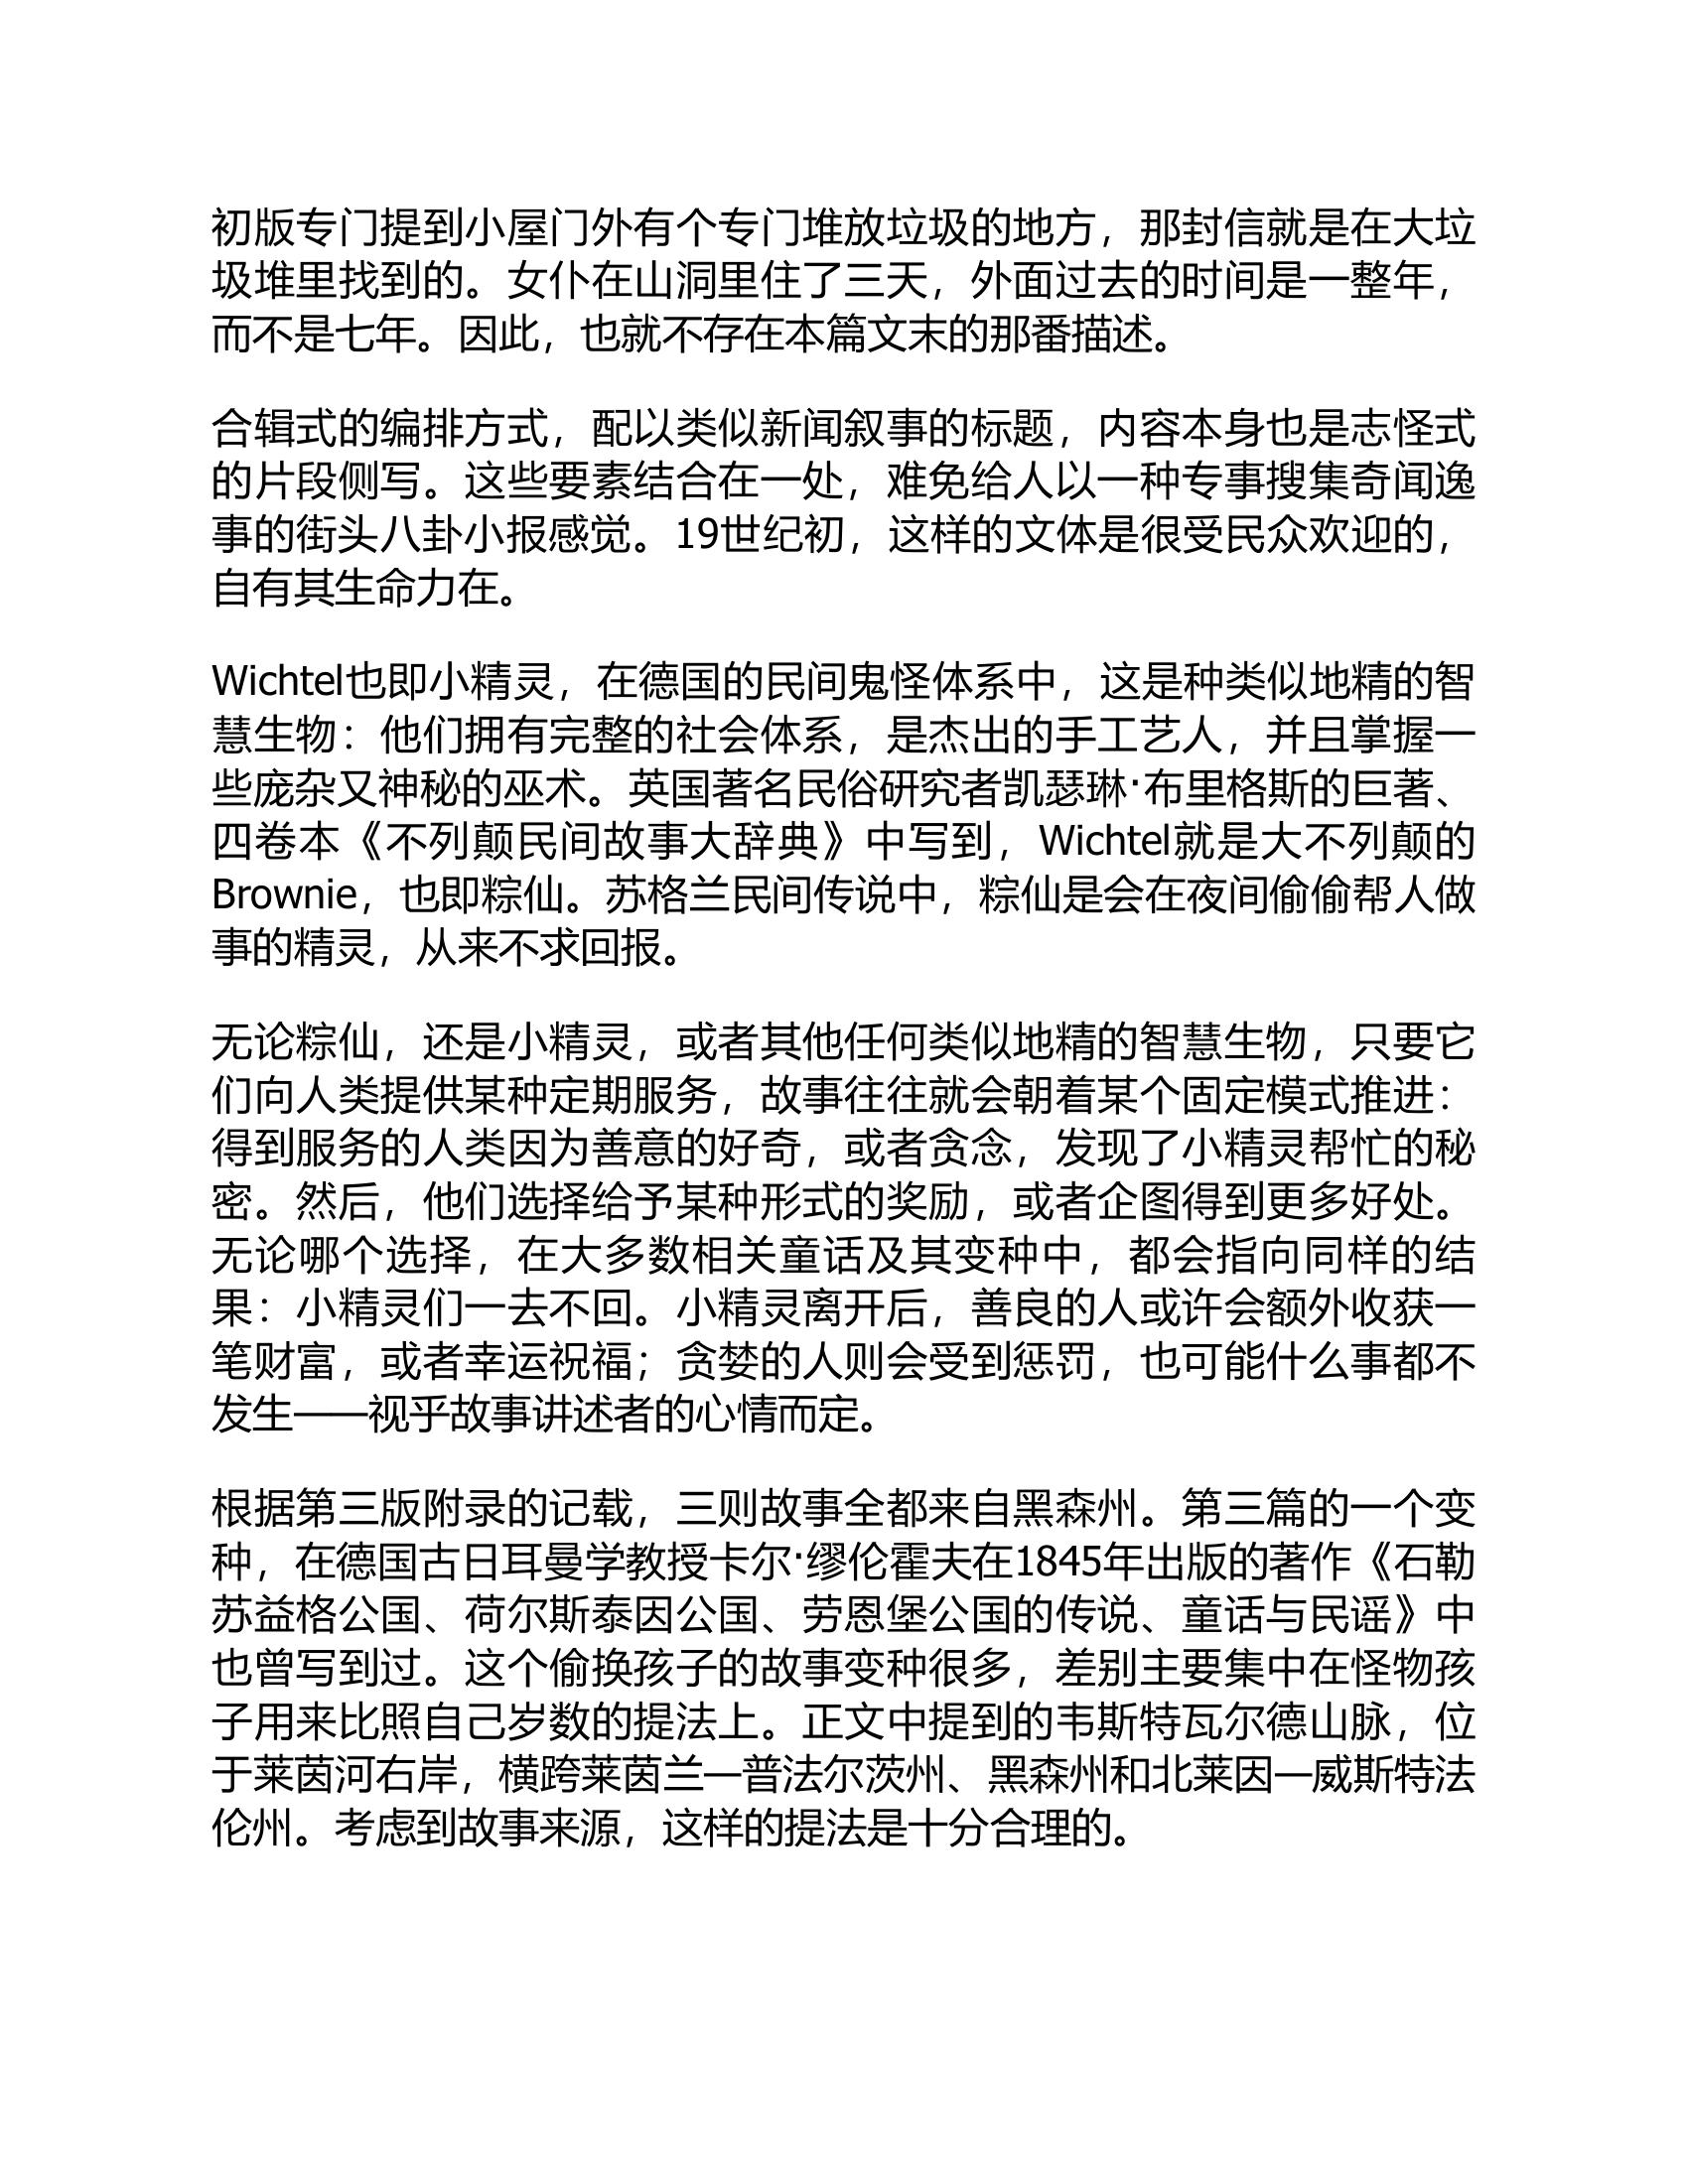 初版专门提到小屋门外有个专门堆放垃圾的地方，那封信就是在大垃
圾堆里找到的。女仆在山洞里住了三天，外面过去的时间是一整年，
而不是七年。因此，也就不存在本篇文末的那番描述。
合辑式的编排方式，配以类似新闻叙事的标题，内容本身也是志怪式
的片段侧写。这些要素结合在一处，难免给人以一种专事搜集奇闻逸
事的街头八卦小报感觉。19世纪初，这样的文体是很受民众欢迎的，
自有其生命力在。
Wichtel也即小精灵，在德国的民间鬼怪体系中，这是种类似地精的智
慧生物：他们拥有完整的社会体系，是杰出的手工艺人，并且掌握一
些庞杂又神秘的巫术。英国著名民俗研究者凯瑟琳·布里格斯的巨著、
四卷本《不列颠民间故事大辞典》中写到，Wichtel就是大不列颠的
Brownie，也即粽仙。苏格兰民间传说中，粽仙是会在夜间偷偷帮人做
事的精灵，从来不求回报。
无论粽仙，还是小精灵，或者其他任何类似地精的智慧生物，只要它
们向人类提供某种定期服务，故事往往就会朝着某个固定模式推进：
得到服务的人类因为善意的好奇，或者贪念，发现了小精灵帮忙的秘
密。然后，他们选择给予某种形式的奖励，或者企图得到更多好处。
无论哪个选择，在大多数相关童话及其变种中，都会指向同样的结
果：小精灵们一去不回。小精灵离开后，善良的人或许会额外收获一
笔财富，或者幸运祝福；贪婪的人则会受到惩罚，也可能什么事都不
发生——视乎故事讲述者的心情而定。
根据第三版附录的记载，三则故事全都来自黑森州。第三篇的一个变
种，在德国古日耳曼学教授卡尔·缪伦霍夫在1845年出版的著作《石勒
苏益格公国、荷尔斯泰因公国、劳恩堡公国的传说、童话与民谣》中
也曾写到过。这个偷换孩子的故事变种很多，差别主要集中在怪物孩
子用来比照自己岁数的提法上。正文中提到的韦斯特瓦尔德山脉，位
于莱茵河右岸，横跨莱茵兰—普法尔茨州、黑森州和北莱因—威斯特法
伦州。考虑到故事来源，这样的提法是十分合理的。